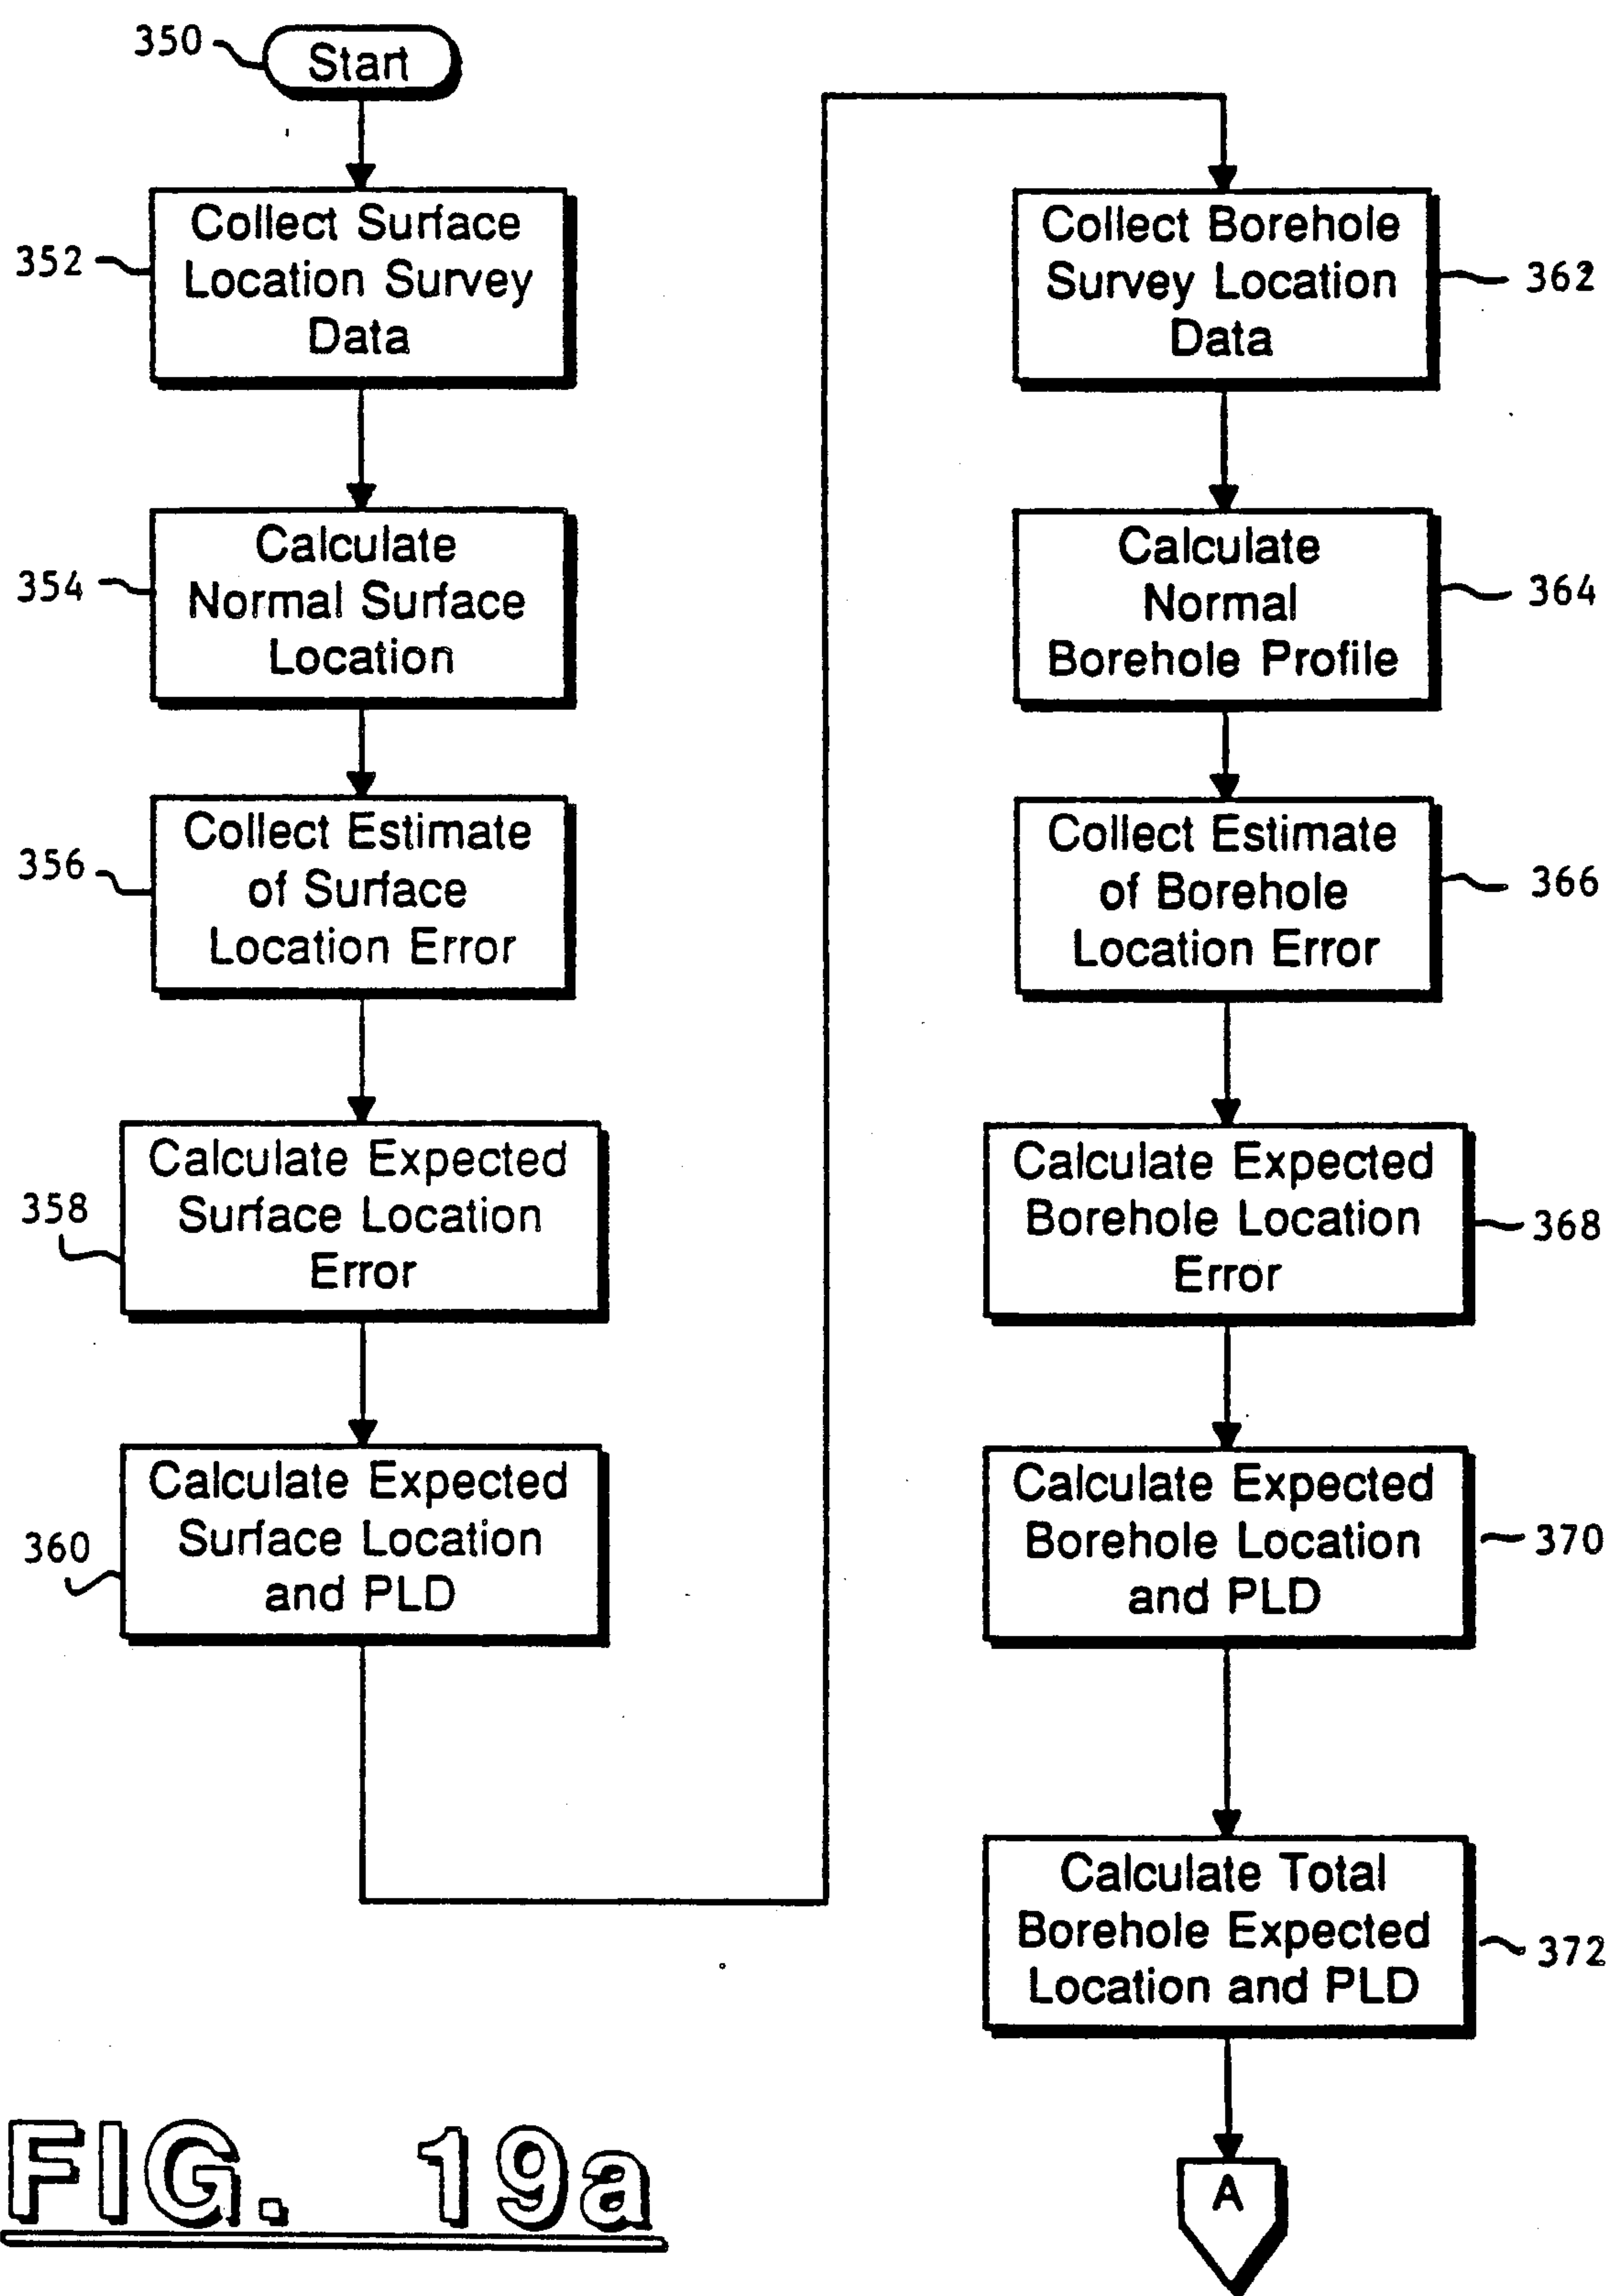 350
Start
352
Collect Surface
Location Survey
Data
354
Calculate
Normal Surface
Location
356
Collect Estimate
of Surface
Location Error
358
Calculate Expected
Surface Location
Error
360
Calculate Expected
Surface Location
and PLD
Collect Borehole
Survey Location
Data
362
Calculate
Normal
Borehole Profile
364
Collect Estimate
of Borehole
Location Error
366
Calculate Expected
Borehole Location
Error
368
Calculate Expected
Borehole Location
and PLD
370
Calculate Total
Borehole Expected
Location and PLD
372
A
FIG. 19a